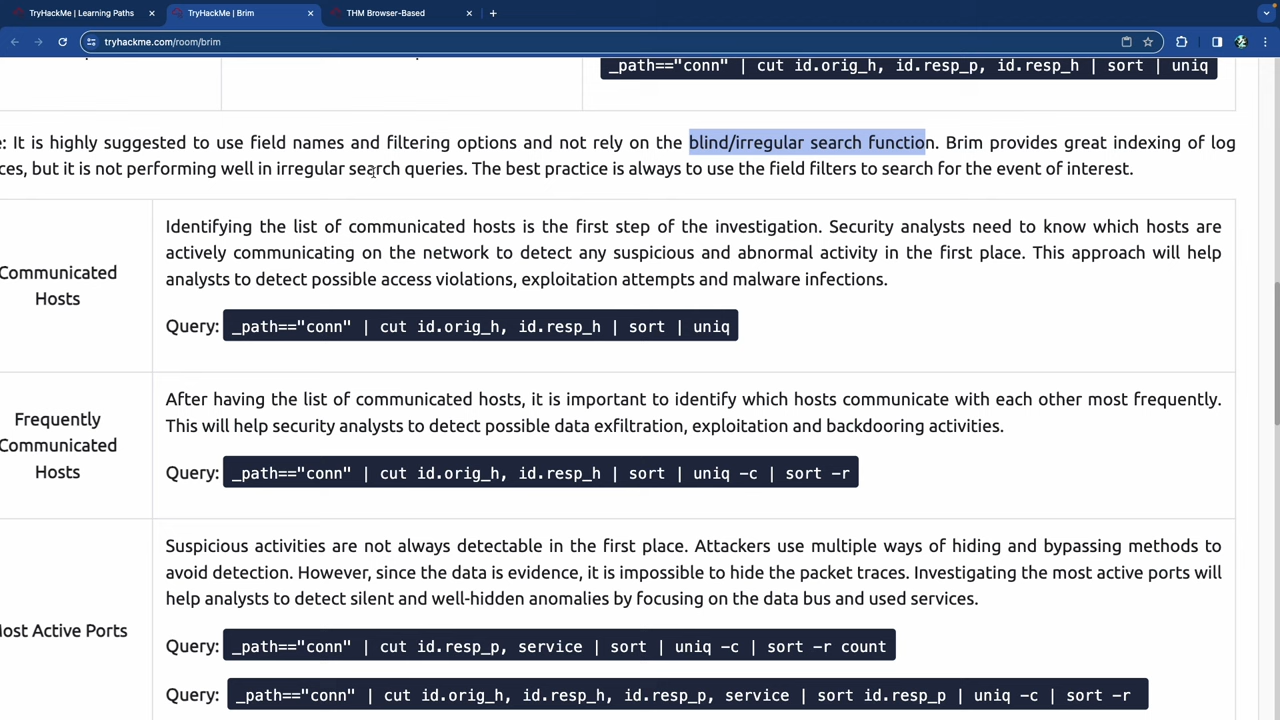 TryHackMe | Learning Paths
TryHackMe | Brim
THM Browser-Based
tryhackme.com/room/brim
_path=="conn" | cut id.orig_h, id.resp_p, id.resp_h | sort | uniq
e: It is highly suggested to use field names and filtering options and not rely on the blind/irregular search function. Brim provides great indexing of log
ces, but it is not performing well in irregular search queries. The best practice is always to use the field filters to search for the event of interest.
Communicated
Hosts
Identifying the list of communicated hosts is the first step of the investigation. Security analysts need to know which hosts are
actively communicating on the network to detect any suspicious and abnormal activity in the first place. This approach will help
analysts to detect possible access violations, exploitation attempts and malware infections.
Query: _path=="conn" | cut id.orig_h, id.resp_h | sort | uniq
Frequently
Communicated
Hosts
After having the list of communicated hosts, it is important to identify which hosts communicate with each other most frequently.
This will help security analysts to detect possible data exfiltration, exploitation and backdooring activities.
Query: _path=="conn" | cut id.orig_h, id.resp_h | sort | uniq -c | sort -r
Most Active Ports
Suspicious activities are not always detectable in the first place. Attackers use multiple ways of hiding and bypassing methods to
avoid detection. However, since the data is evidence, it is impossible to hide the packet traces. Investigating the most active ports will
help analysts to detect silent and well-hidden anomalies by focusing on the data bus and used services.
Query: _path=="conn" | cut id.resp_p, service | sort | uniq -c | sort -r count
Query: _path=="conn" | cut id.orig_h, id.resp_h, id.resp_p, service | sort id.resp_p | uniq -c | sort -r